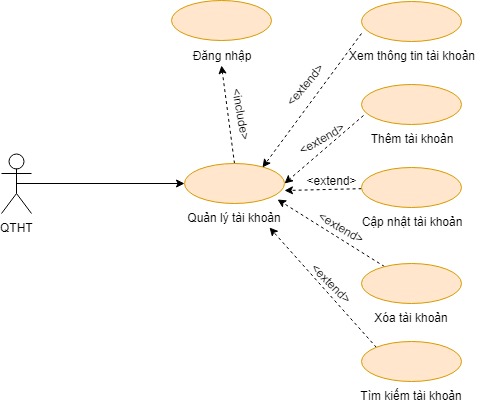 Đăng nhập
Xem thông tin tài khoản
<extend>
<include>
Thêm tài khoản
<extend>
QTHT
Quản lý tài khoản
<extend>
Cập nhật tài khoản
<extend>
Xóa tài khoản
<extend>
Tìm kiếm tài khoản